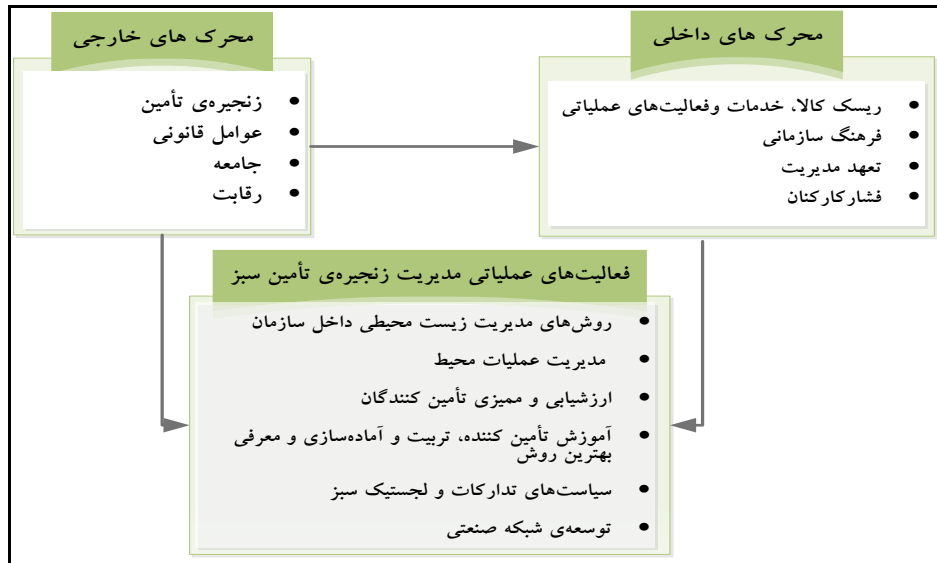 محرک های داخلی
ریسک کالا، خدمات وفعالیت‌های عملیاتی
فرهنگ سازمانی
تعهد مدیریت
فشارکارکنان
محرک های خارجی
زنجیره‌ی تأمین
عوامل قانونی
جامعه
رقابت
فعالیت‌های عملیاتی مدیریت زنجیره‌ی تأمین سبز
روش‌های مدیریت زیست محیطی داخل سازمان
مدیریت عملیات محیط
ارزشیابی و ممیزی تأمین کنندگان
آموزش تأمین کننده، تربیت و آماده‌سازی و معرفی
بهترین روش
سیاست‌های تدارکات و لجستیک سبز
توسعه‌ی شبکه صنعتی